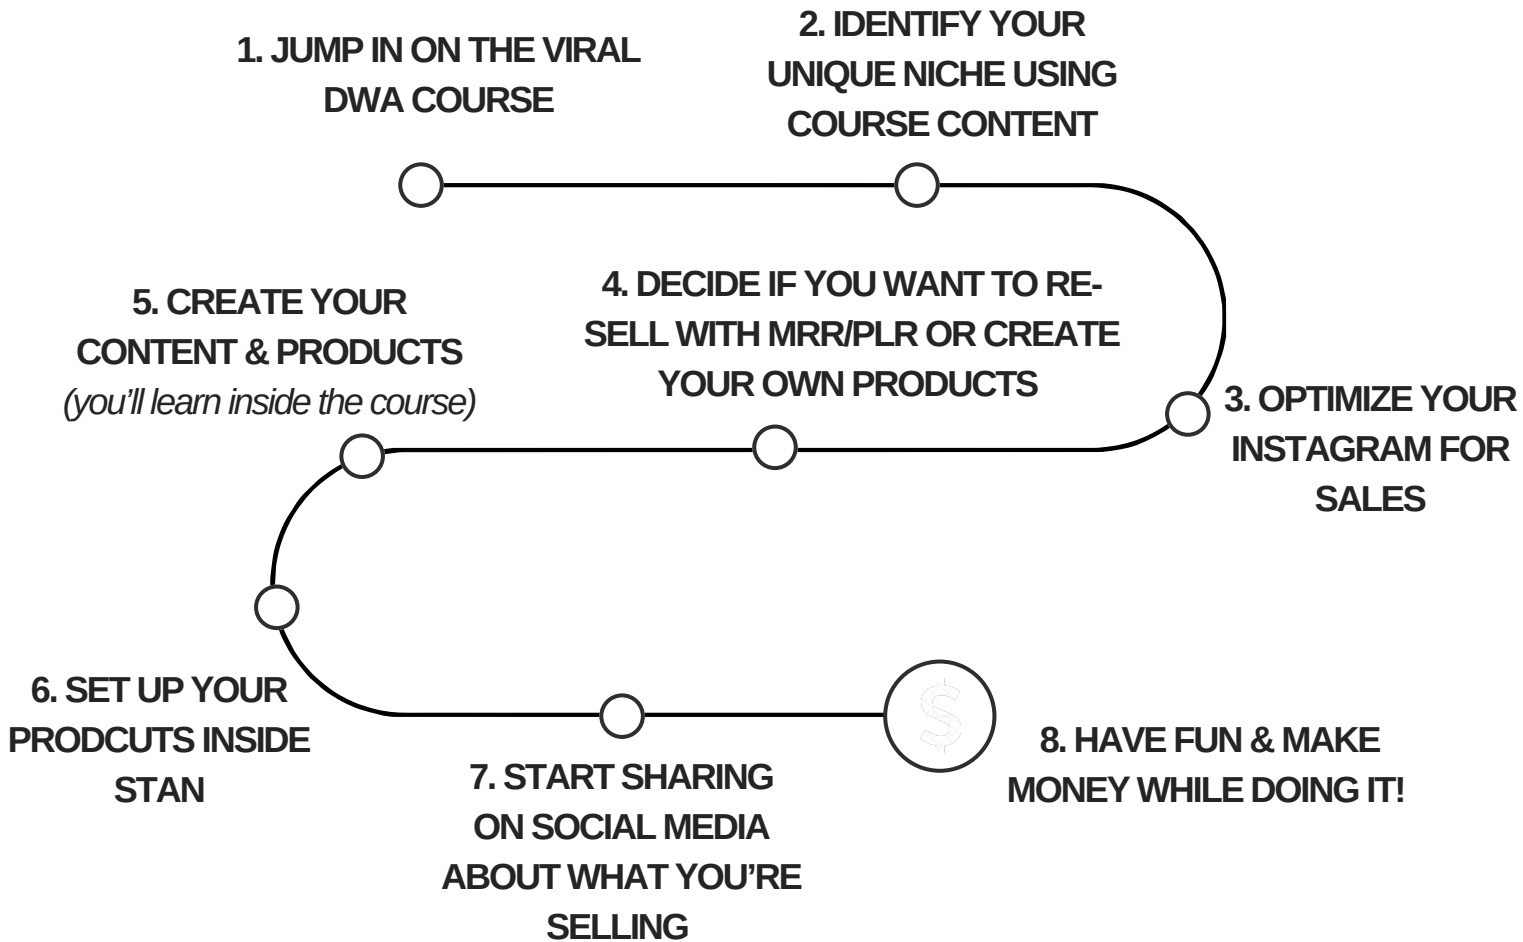 1. JUMP IN ON THE VIRAL
DWA COURSE
2. IDENTIFY YOUR
UNIQUE NICHE USING
COURSE CONTENT
3. OPTIMIZE YOUR
INSTAGRAM FOR
SALES
4. DECIDE IF YOU WANT TO RE-
SELL WITH MRR/PLR OR CREATE
YOUR OWN PRODUCTS
5. CREATE YOUR
CONTENT & PRODUCTS
(you’ll learn inside the course)
6. SET UP YOUR
PRODCUTS INSIDE
STAN
7. START SHARING
ON SOCIAL MEDIA
ABOUT WHAT YOU’RE
SELLING
$
8. HAVE FUN & MAKE
MONEY WHILE DOING IT!